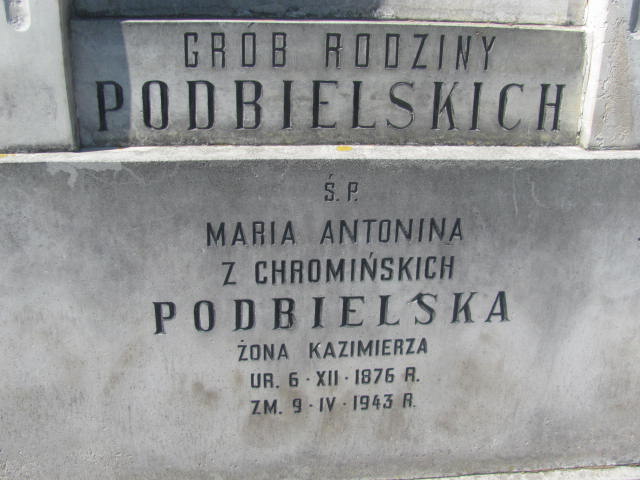 GRÓB RODZINY
PODBIELSKICH
Ś.P.
MARIA ANTONINA
Z CHROMIŃSKICH
PODBIELSKA
ŻONA KAZIMIERZA
UR. 6·XII·1876 R.
ZM. 9·IV·1943 R.